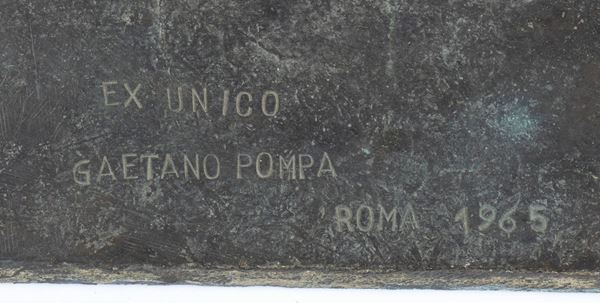 EX UNICO
GAETANO POMPA
ROMA 1965